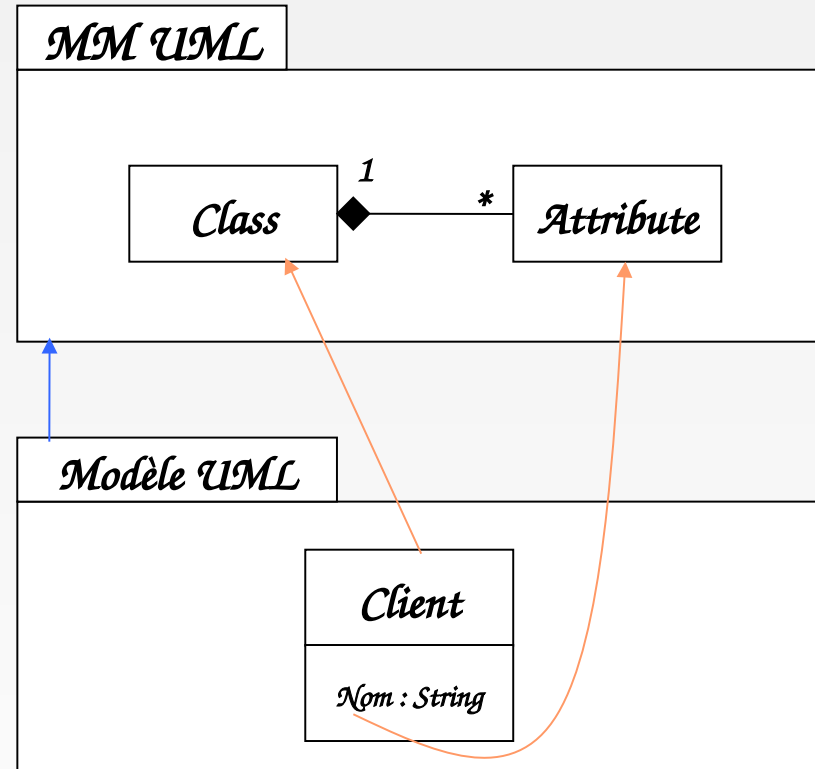 MM UML
1
*
Class
Attribute
Modèle UML
Client
Nom : String